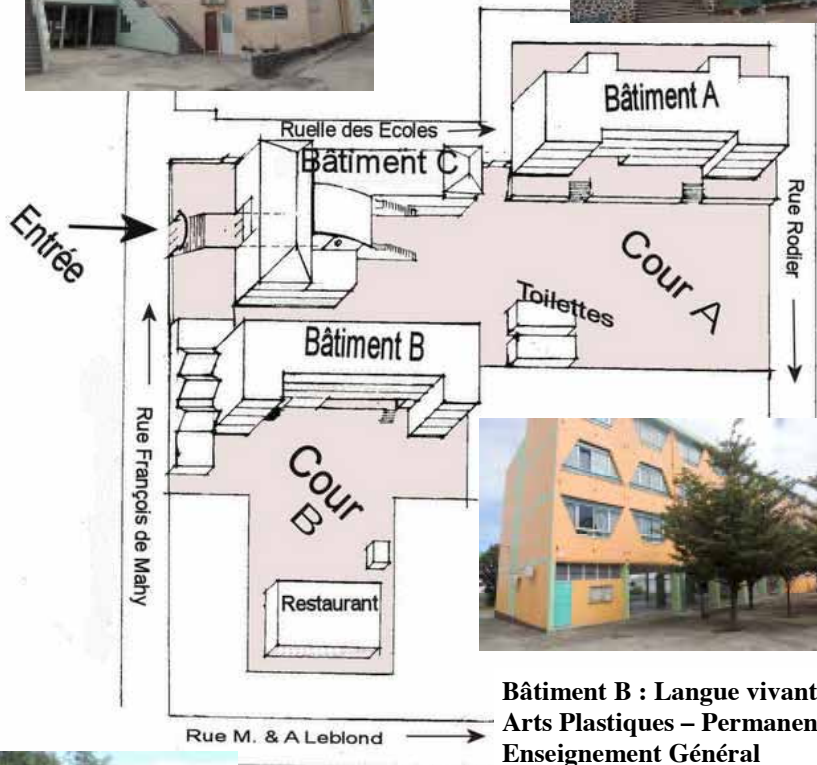 Bâtiment A
Ruelle des Ecoles
Bâtiment C
Entrée
Rue Rodier
Cour A
Toilettes
Bâtiment B
Rue François de Mahy
Cour
B
Restaurant
Bâtiment B : Langue vivant
Arts Plastiques – Permanen
Enseignement Général
Rue M. & A Leblond